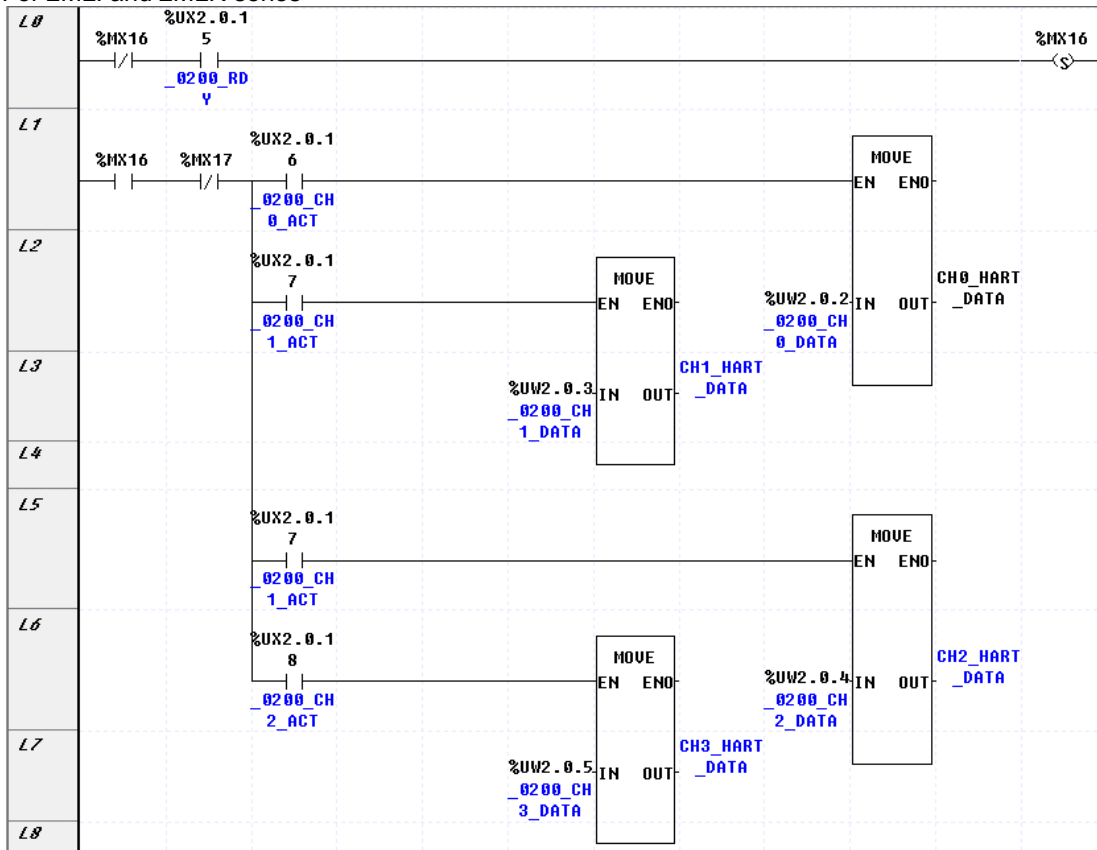 L0
%UX2.0.1
%MX16 5 %MX16
(S)
_0200_RD
Y
L1
%UX2.0.1
%MX16 %MX17 6
MOVE
EN ENO
_0200_CH
0_ACT
L2
%UX2.0.1
7
MOVE
EN ENO
%UW2.0.2 IN OUT CH0_HART
_DATA
_0200_CH
1_ACT
_0200_CH
0_DATA
L3
%UW2.0.3 IN OUT CH1_HART
_DATA
_0200_CH
1_DATA
L4
L5
%UX2.0.1
7
MOVE
EN ENO
_0200_CH
1_ACT
L6
%UX2.0.1
8
MOVE
EN ENO
%UW2.0.4 IN OUT CH2_HART
_DATA
_0200_CH
2_ACT
_0200_CH
2_DATA
L7
%UW2.0.5 IN OUT CH3_HART
_DATA
_0200_CH
3_DATA
L8